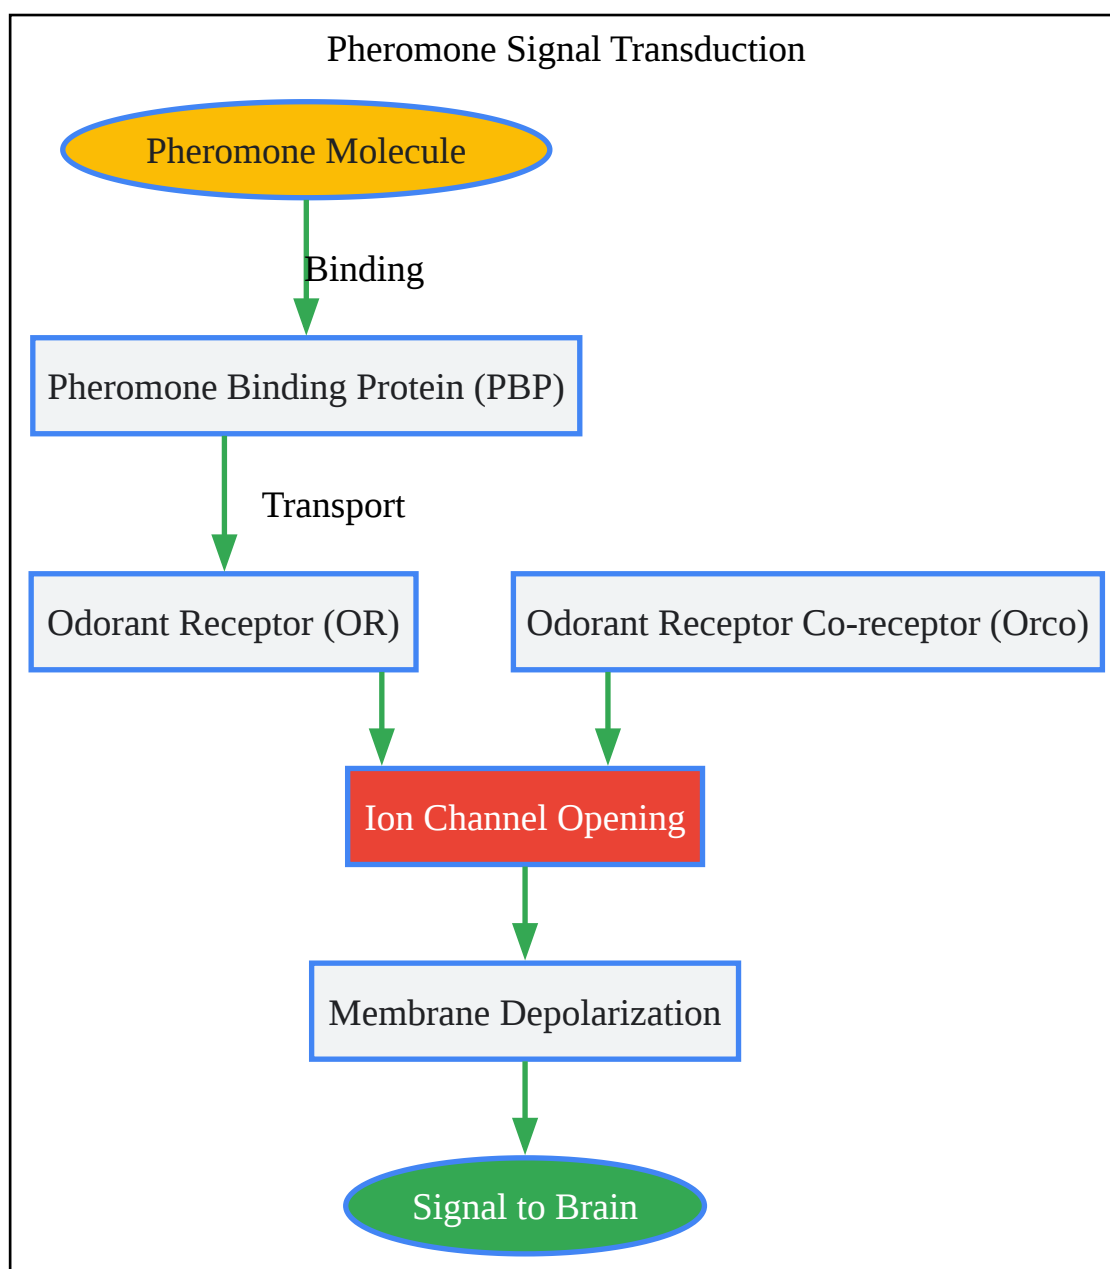 Pheromone Signal Transduction
Pheromone Molecule
Binding
Pheromone Binding Protein (PBP)
Transport
Odorant Receptor (OR)
Odorant Receptor Co-receptor (Orco)
Ion Channel Opening
Membrane Depolarization
Signal to Brain